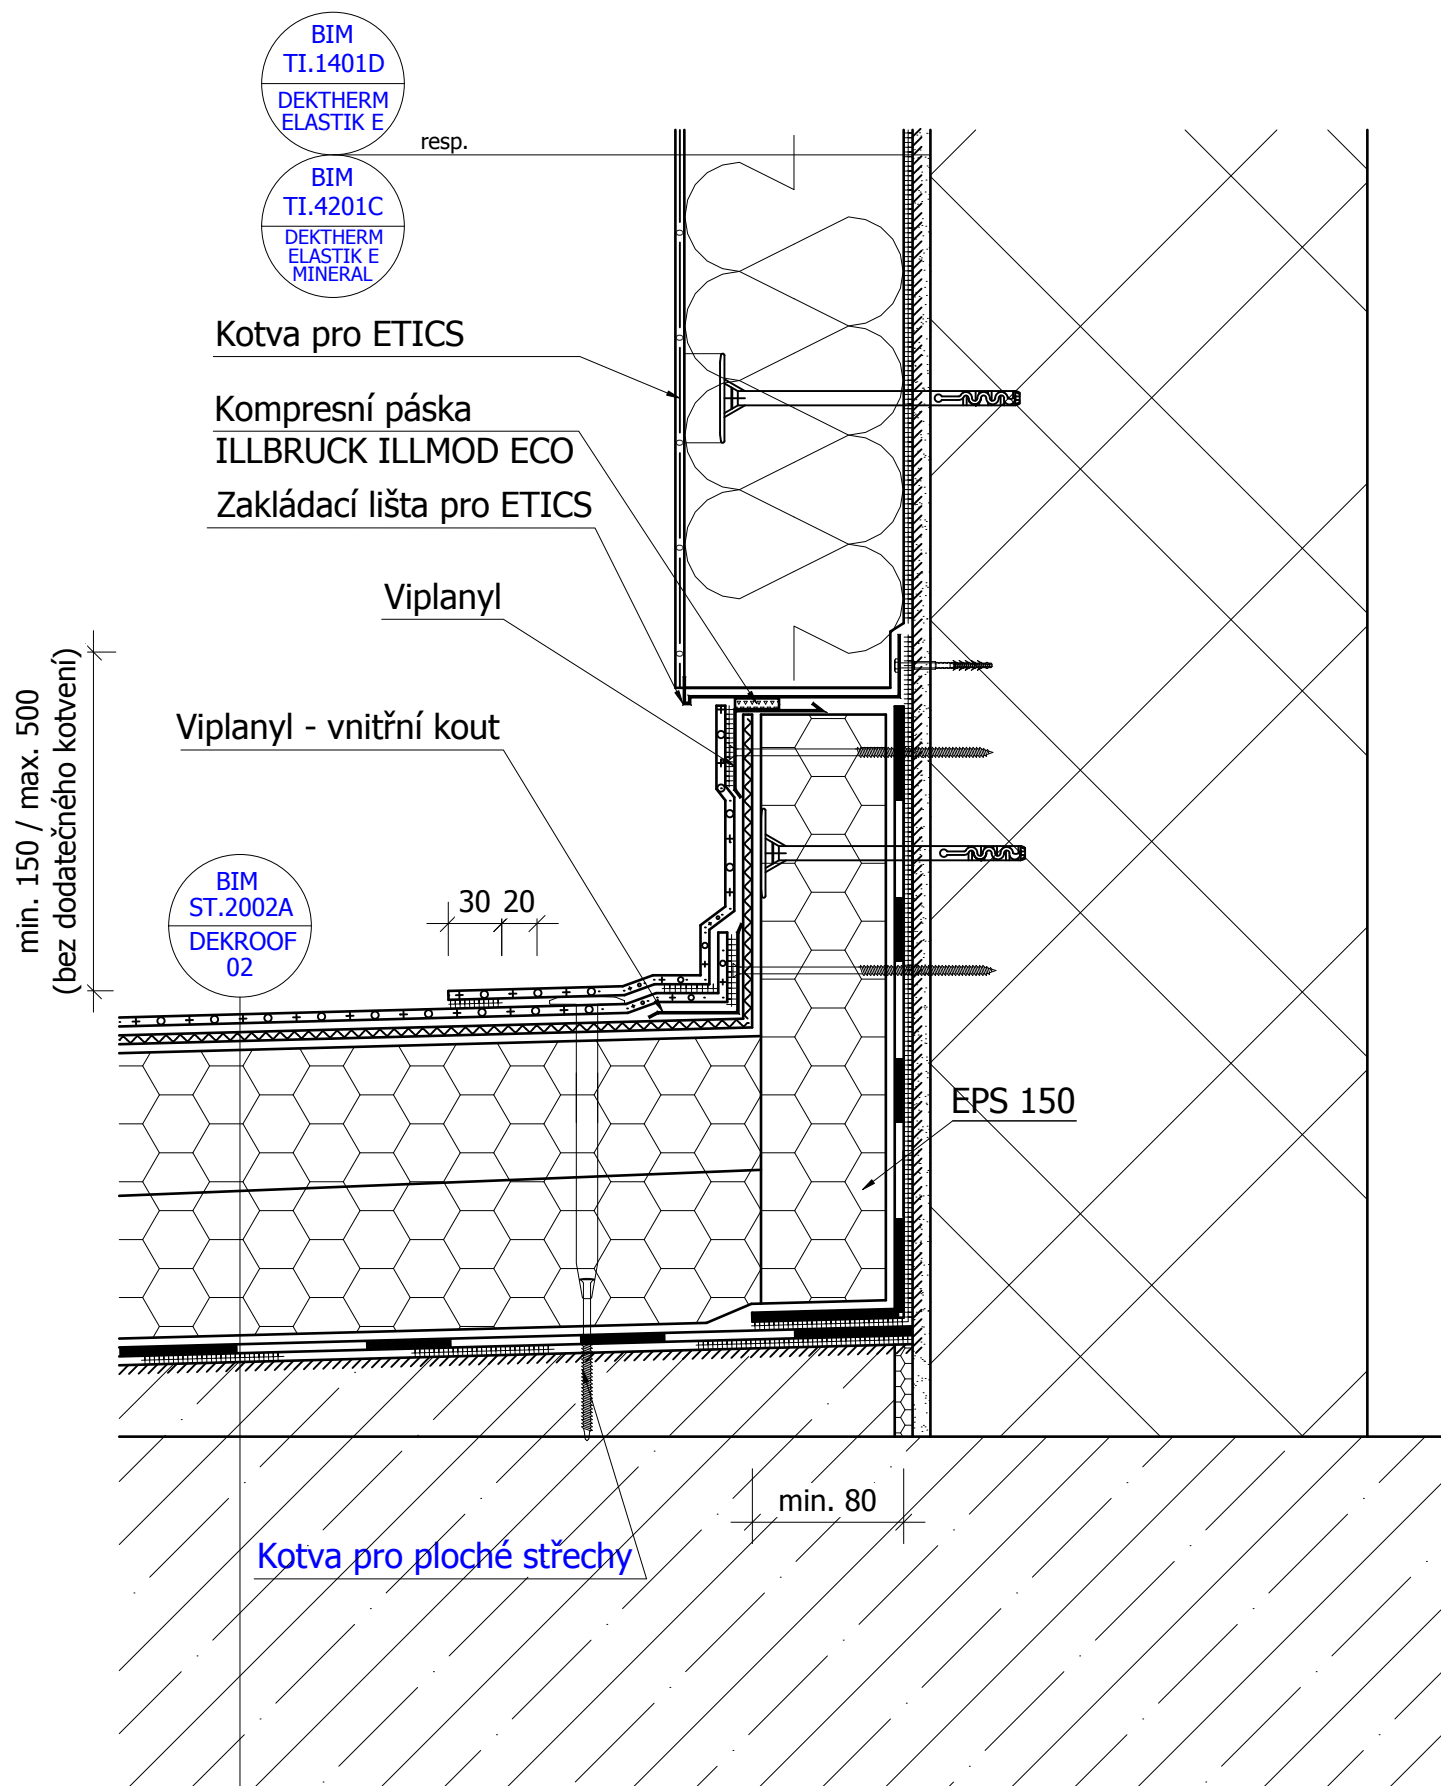 BIM
TI.1401D
DEKTHERM
ELASTIK E
resp.
BIM
TI.4201C
DEKTHERM
ELASTIK E
MINERAL
Kotva pro ETICS
Kompresní páska
ILLBRUCK ILLMOD ECO
Zakládací lišta pro ETICS
Viplanyl
min. 150 / max. 500
(bez dodatečného kotvení)
Viplanyl - vnitřní kout
BIM
ST.2002A
DEKROOF
02
30 20
EPS 150
min. 80
Kotva pro ploché střechy